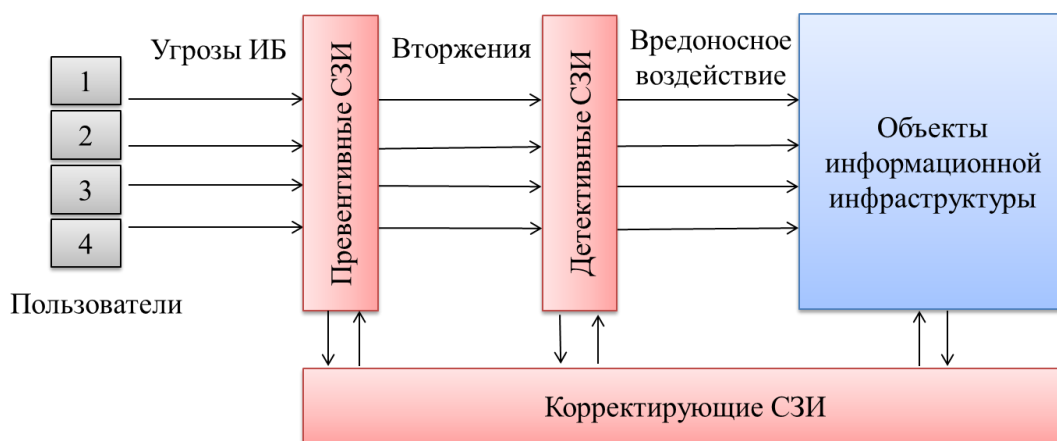 Угрозы ИБ
Вторжения
Вредоносное
воздействие
1
2
3
4
Пользователи
Превентивные СЗИ
Детективные СЗИ
Объекты
информационной
инфраструктуры
Корректирующие СЗИ